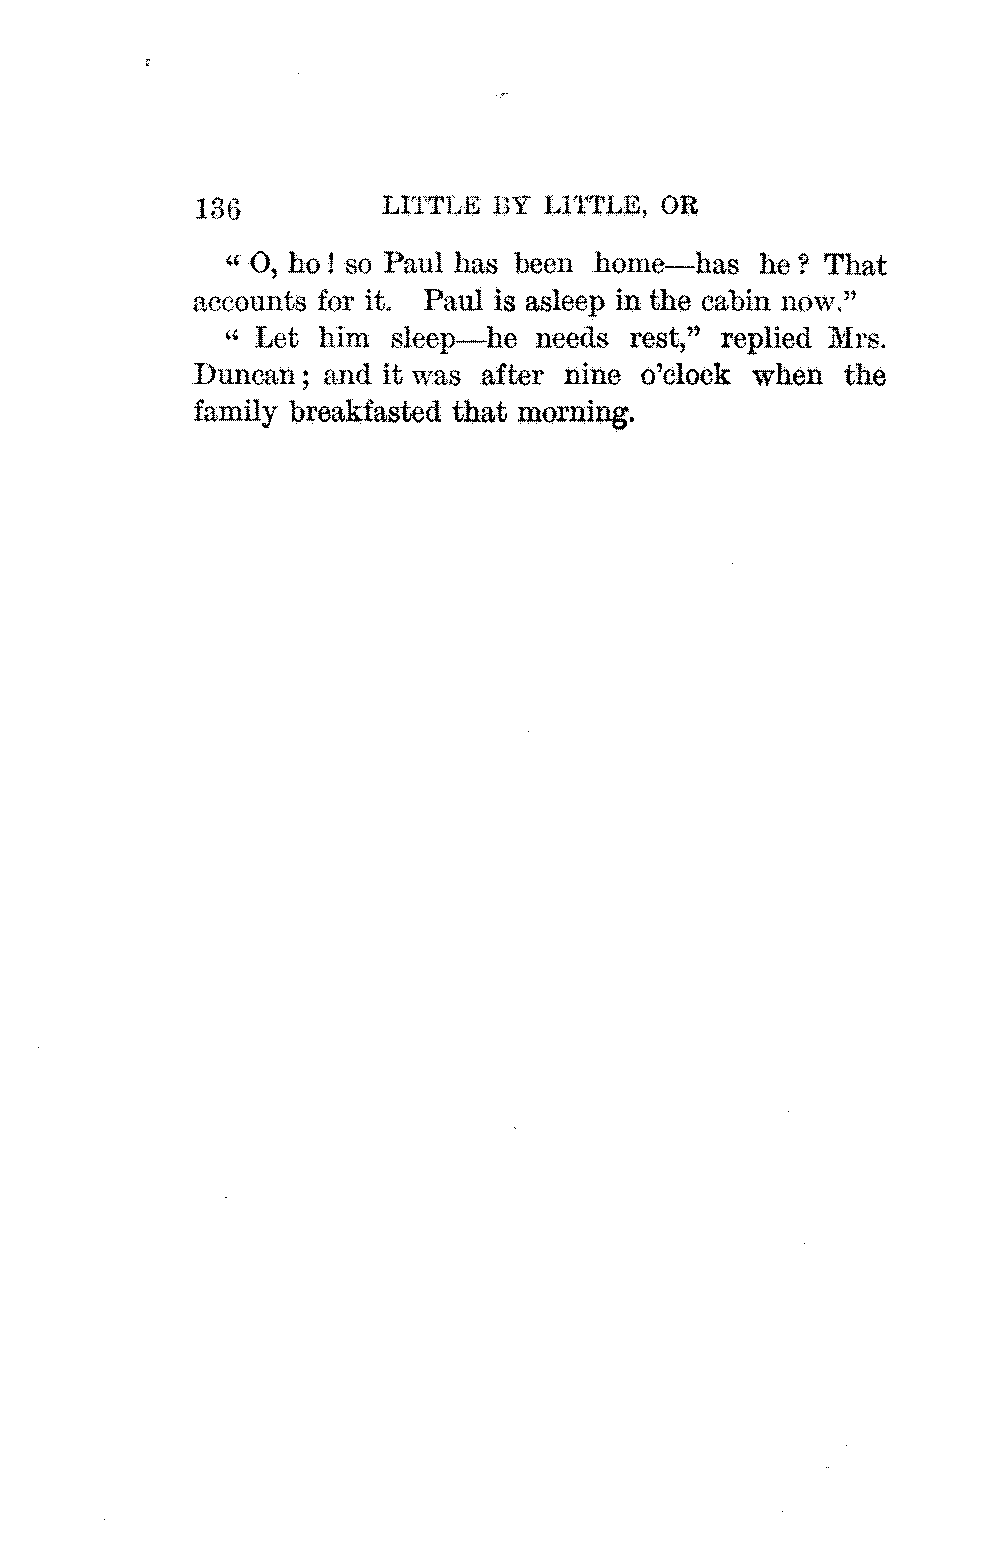 136 LITTLE BY LITTLE, OR
“ O, ho! so Paul has been home—has he? That
accounts for it. Paul is asleep in the cabin now.”
“ Let him sleep—he needs rest,” replied Mrs.
Duncan; and it was after nine o’clock when the
family breakfasted that morning.